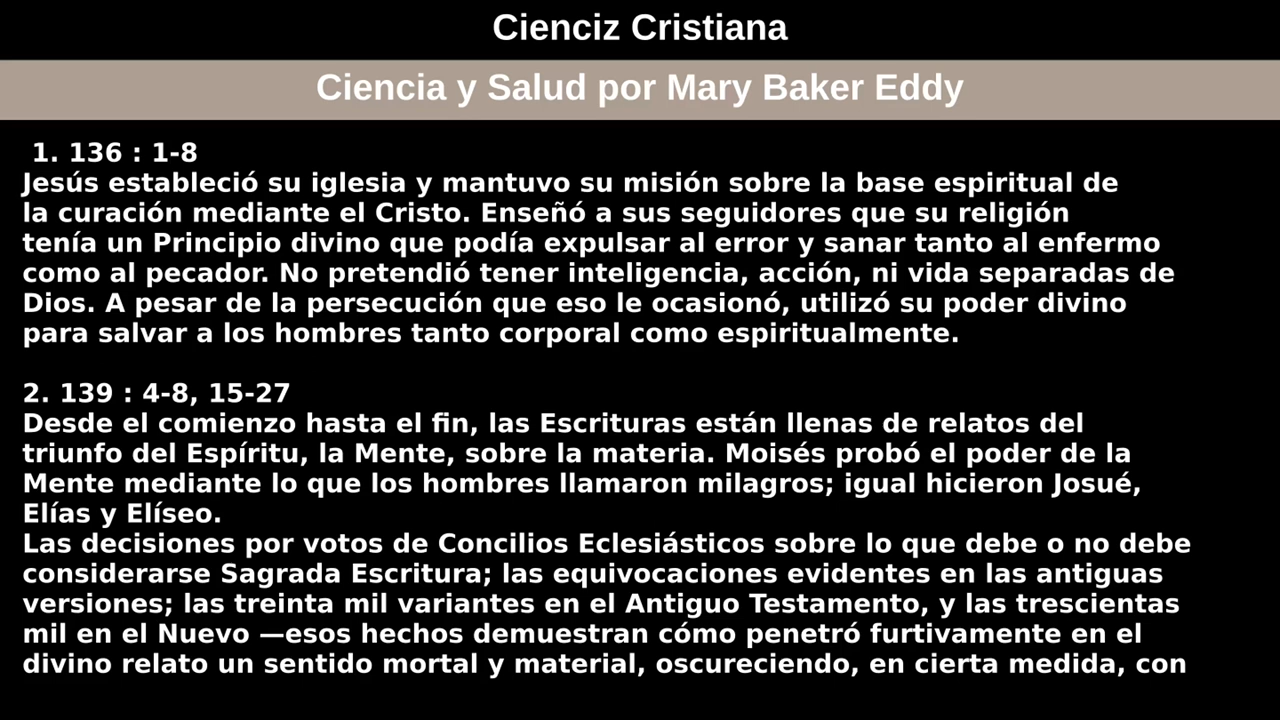 Cienciz Cristiana
Ciencia y Salud por Mary Baker Eddy
1. 136 : 1-8
Jesús estableció su iglesia y mantuvo su misión sobre la base espiritual de
la curación mediante el Cristo. Enseñó a sus seguidores que su religión
tenía un Principio divino que podía expulsar al error y sanar tanto al enfermo
como al pecador. No pretendió tener inteligencia, acción, ni vida separadas de
Dios. A pesar de la persecución que eso le ocasionó, utilizó su poder divino
para salvar a los hombres tanto corporal como espiritualmente.
2. 139 : 4-8, 15-27
Desde el comienzo hasta el fin, las Escrituras están llenas de relatos del
triunfo del Espíritu, la Mente, sobre la materia. Moisés probó el poder de la
Mente mediante lo que los hombres llamaron milagros; igual hicieron Josué,
Elías y Elíseo.
Las decisiones por votos de Concilios Eclesiásticos sobre lo que debe o no debe
considerarse Sagrada Escritura; las equivocaciones evidentes en las antiguas
versiones; las treinta mil variantes en el Antiguo Testamento, y las trescientas
mil en el Nuevo —esos hechos demuestran cómo penetró furtivamente en el
divino relato un sentido mortal y material, oscureciendo, en cierta medida, con